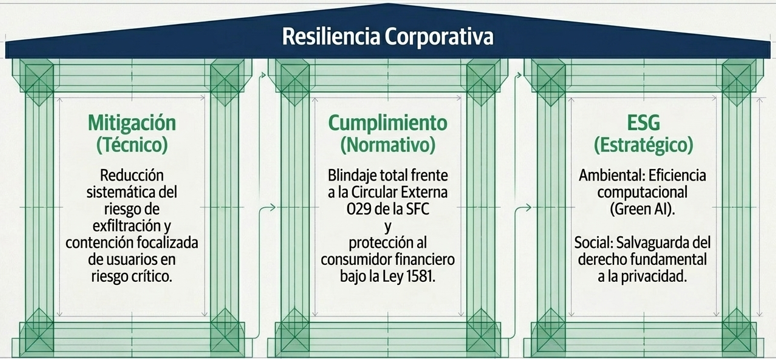 Resiliencia Corporativa
Mitigación
(Técnico)
Reducción
sistemática del
riesgo de
exfiltración y
contención focalizada
de usuarios en
riesgo crítico.
Cumplimiento
(Normativo)
Blindaje total frente
a la Circular Externa
029 de la SFC
y
protección al
consumidor financiero
bajo la Ley 1581.
ESG
(Estratégico)
Ambiental: Eficiencia
computacional
(Green AI).
Social: Salvaguarda del
derecho fundamental
a la privacidad.